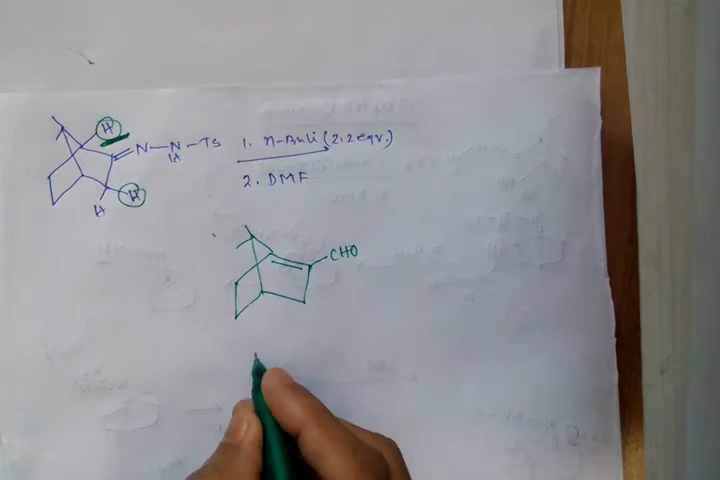 H
N—N—Ts
H
H
H
1. n-BuLi (2.2 eqv.)
2. DMF
CHO